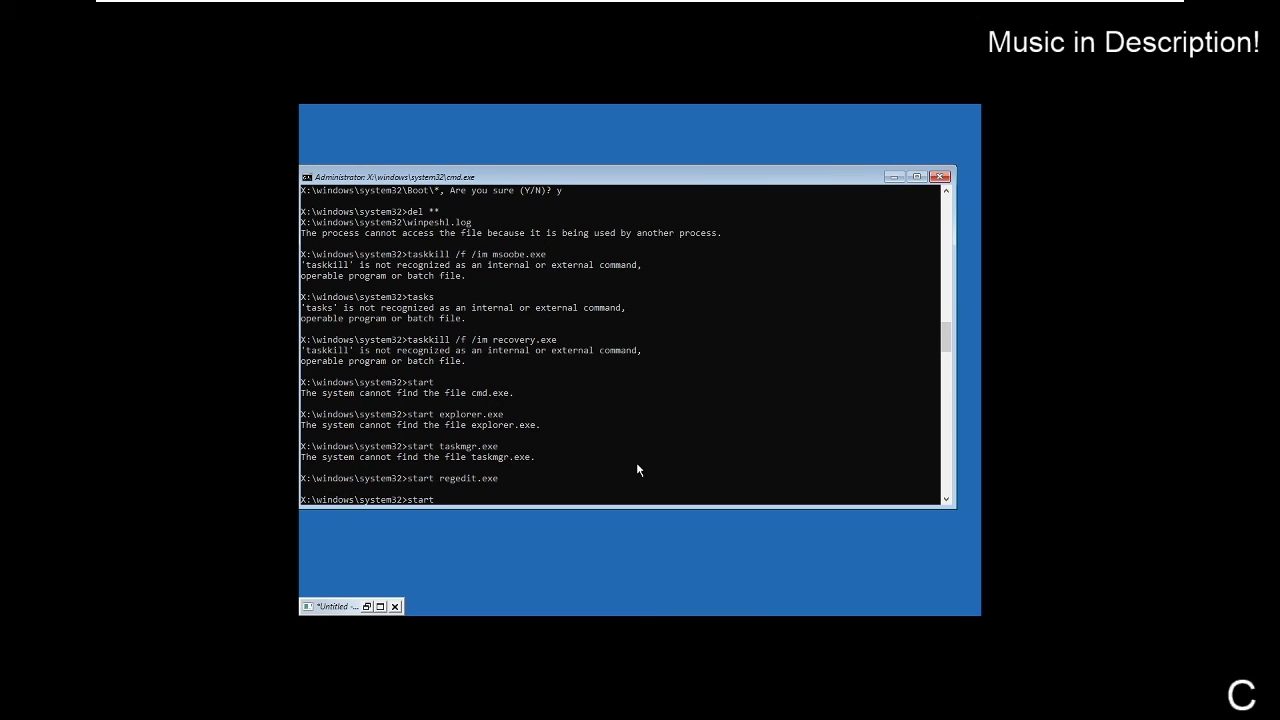 Music in Description!
Administrator: X:\windows\system32\cmd.exe
X:\windows\system32\Boot\*, Are you sure (Y/N)? y
X:\windows\system32>del **
X:\windows\system32\winpeshl.log
The process cannot access the file because it is being used by another process.
X:\windows\system32>taskkill /f /im msoobe.exe
'taskkill' is not recognized as an internal or external command,
operable program or batch file.
X:\windows\system32>tasks
'tasks' is not recognized as an internal or external command,
operable program or batch file.
X:\windows\system32>taskkill /f /im recovery.exe
'taskkill' is not recognized as an internal or external command,
operable program or batch file.
X:\windows\system32>start
The system cannot find the file cmd.exe.
X:\windows\system32>start explorer.exe
The system cannot find the file explorer.exe.
X:\windows\system32>start taskmgr.exe
The system cannot find the file taskmgr.exe.
X:\windows\system32>start regedit.exe
X:\windows\system32>start
*Untitled -...
C